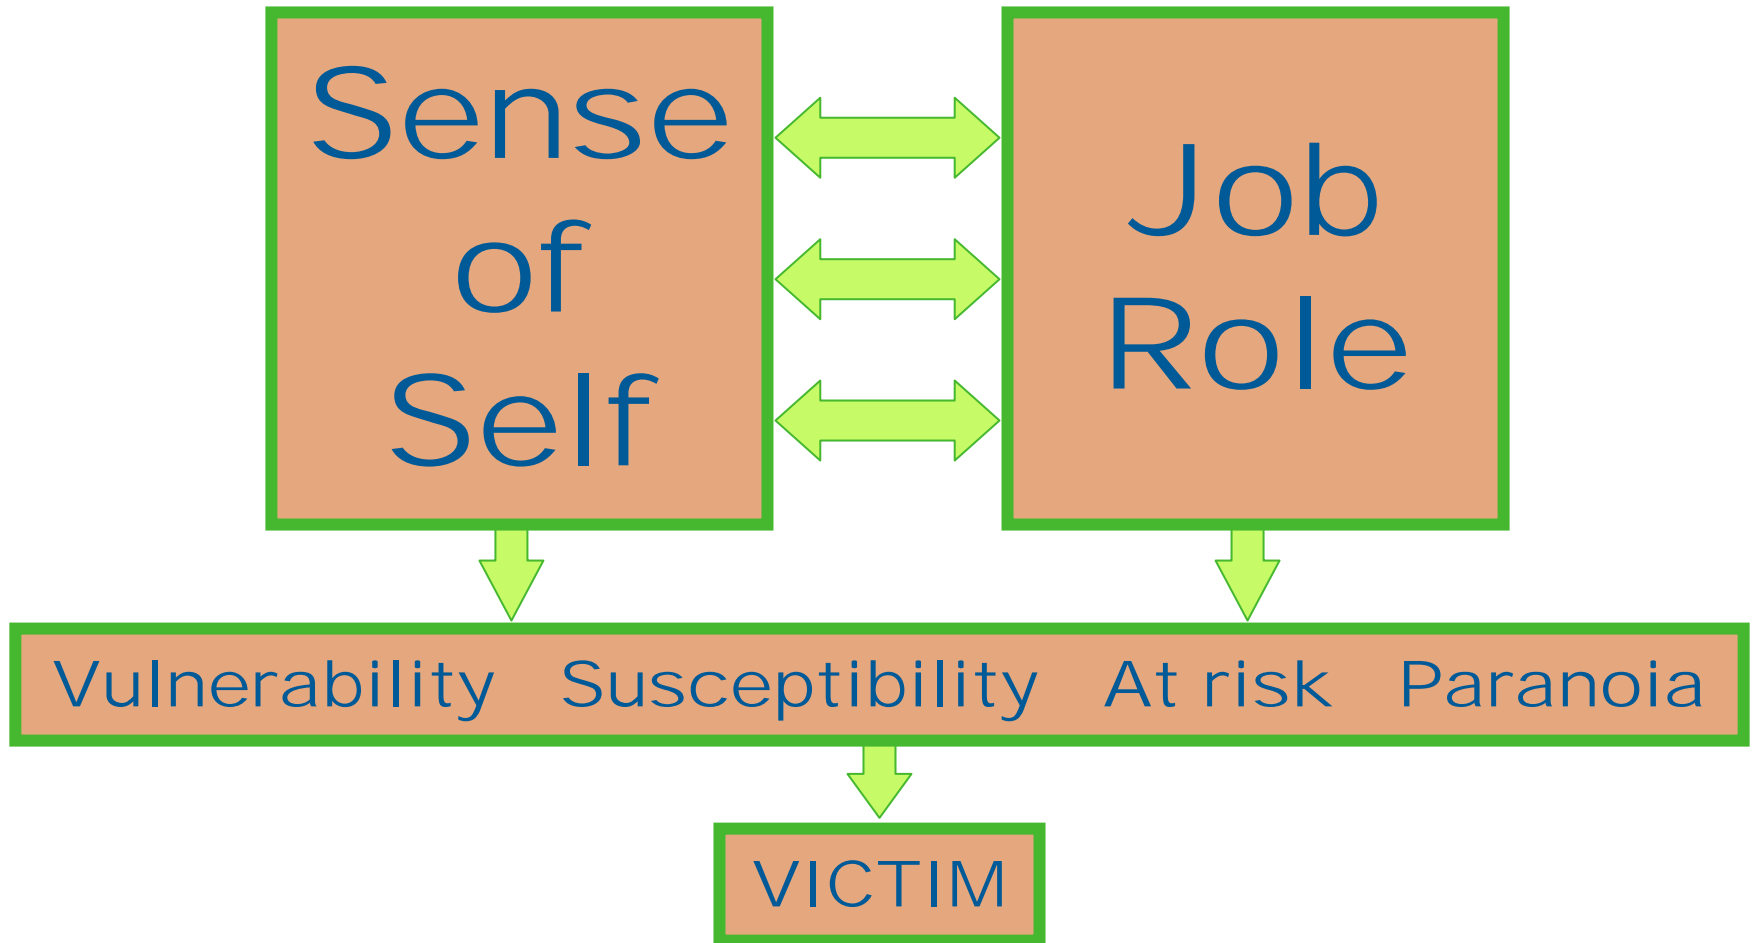 Sense
of
Self
Job
Role
Vulnerability Susceptibility At risk Paranoia
VICTIM